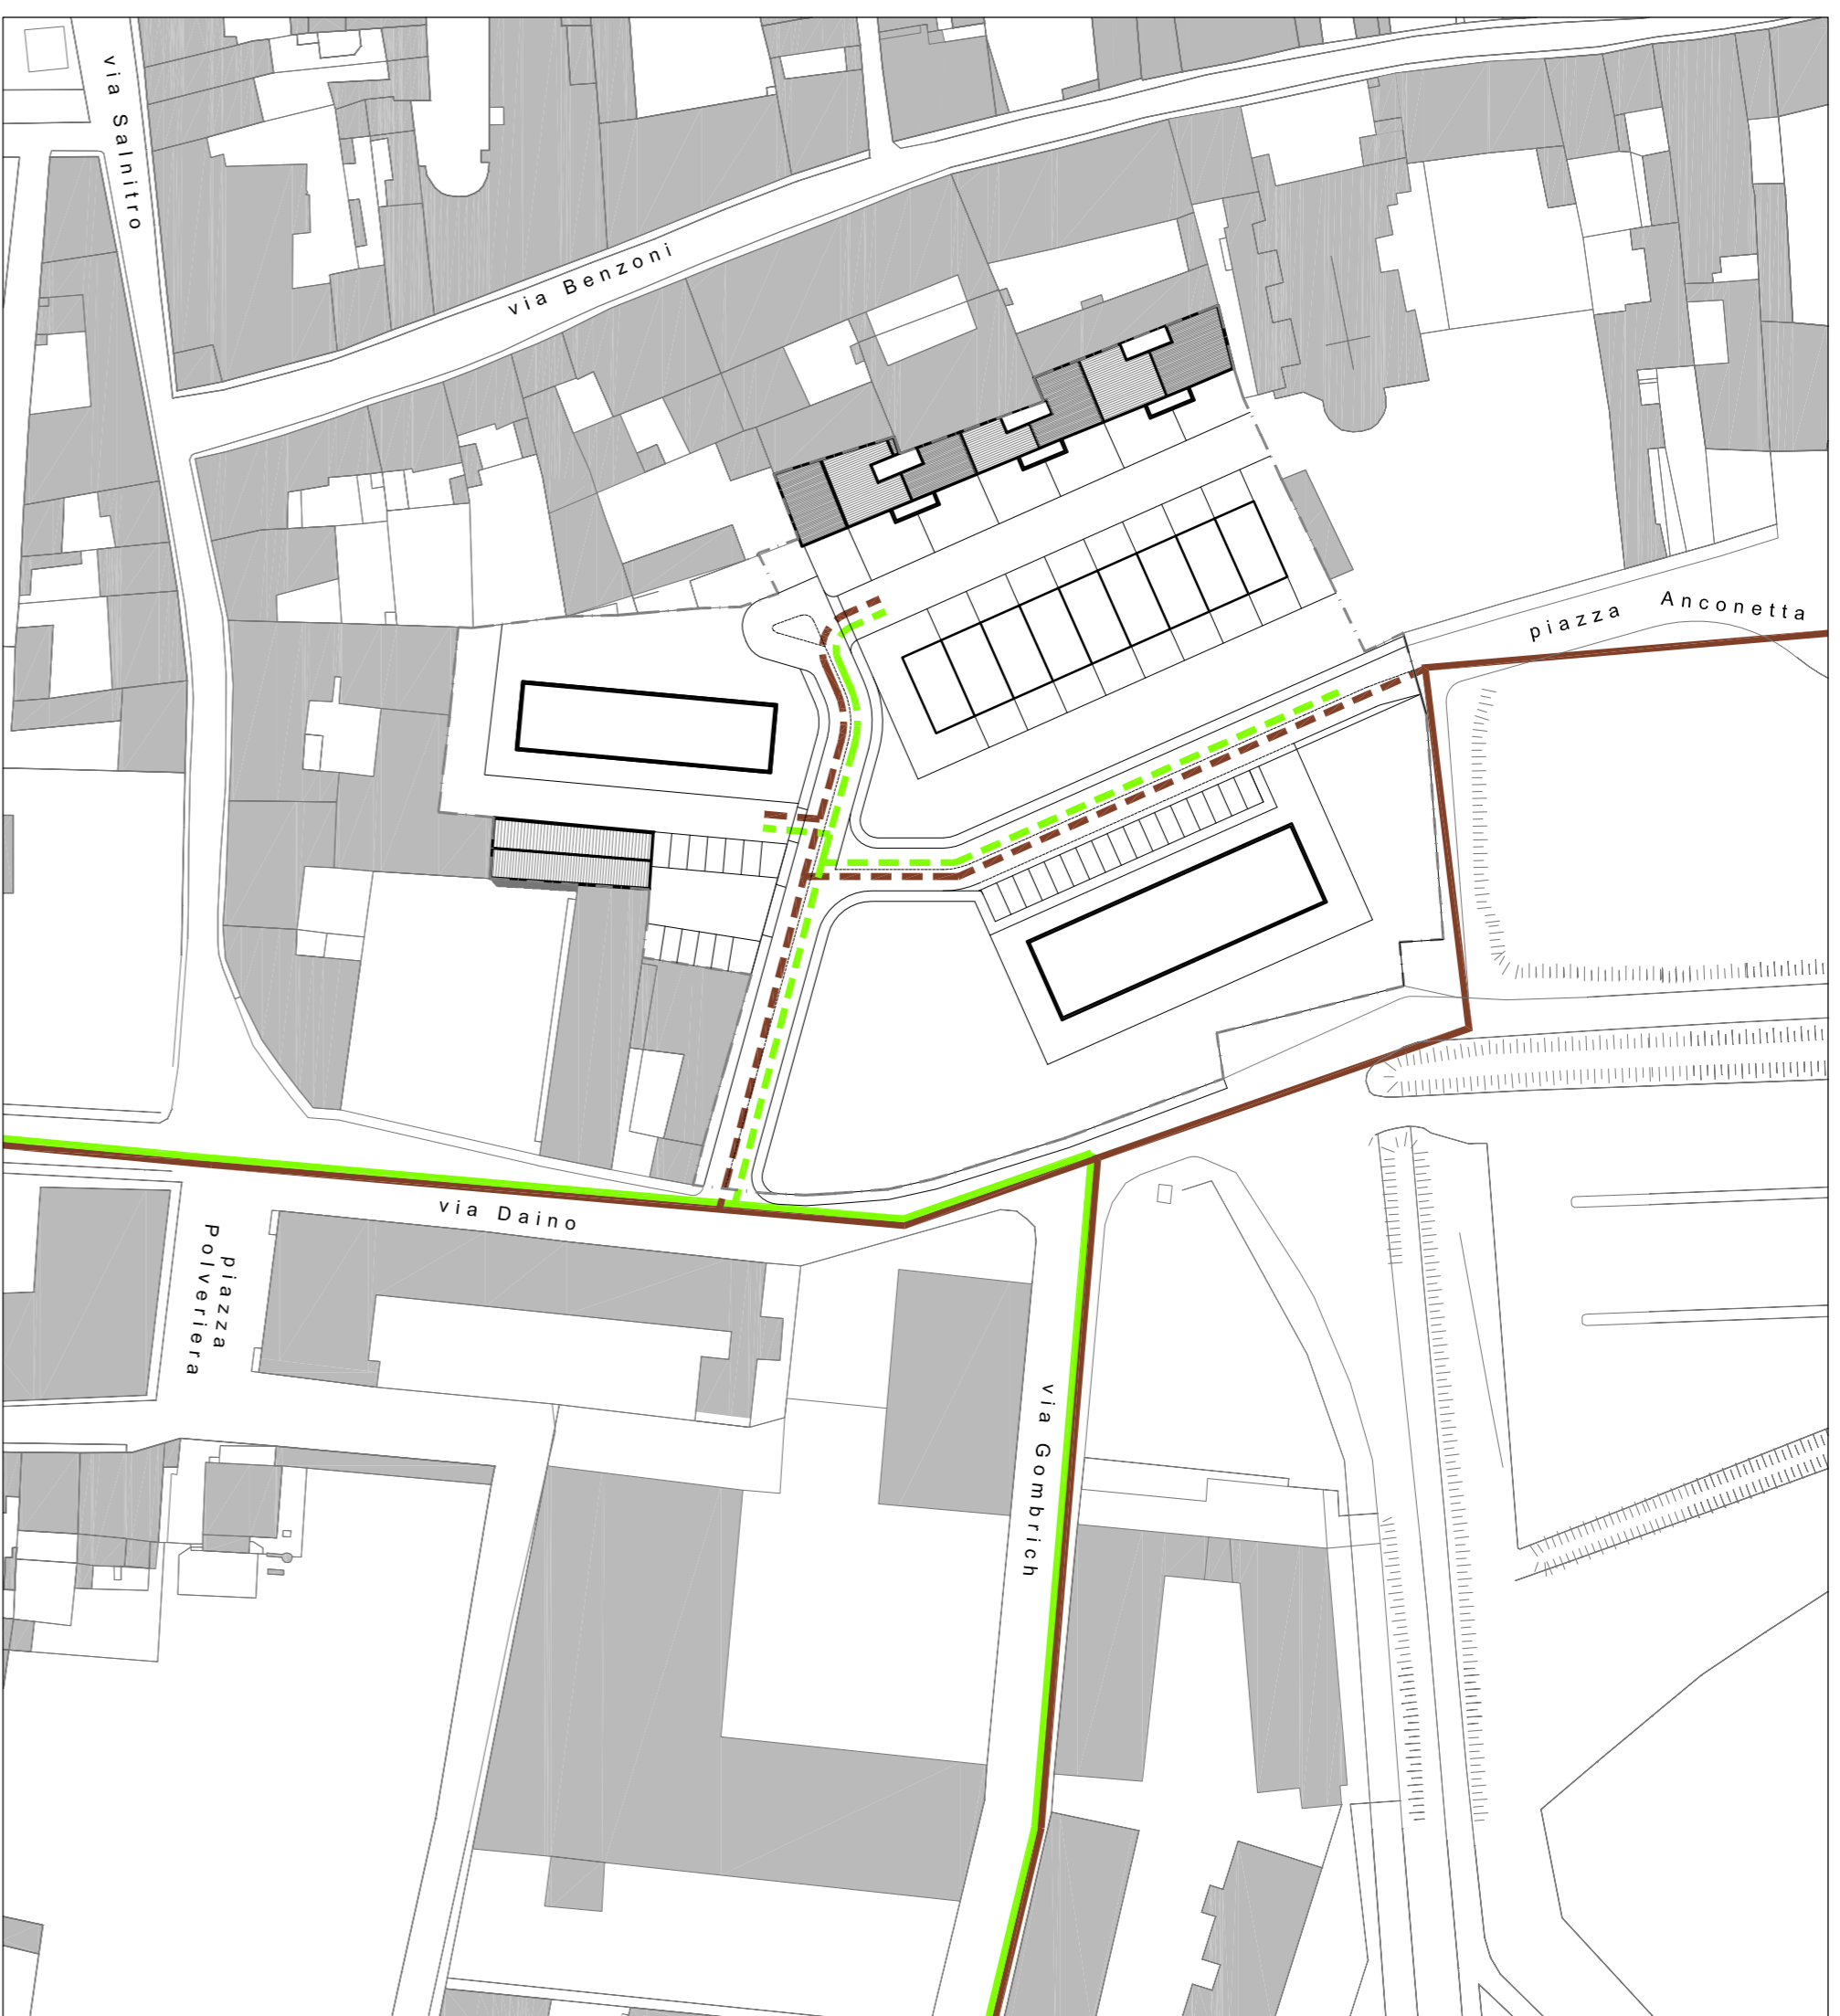 via Salnitro
via Benzoni
piazza Anconetta
via Daino
piazza
Polveriera
via Gombrich